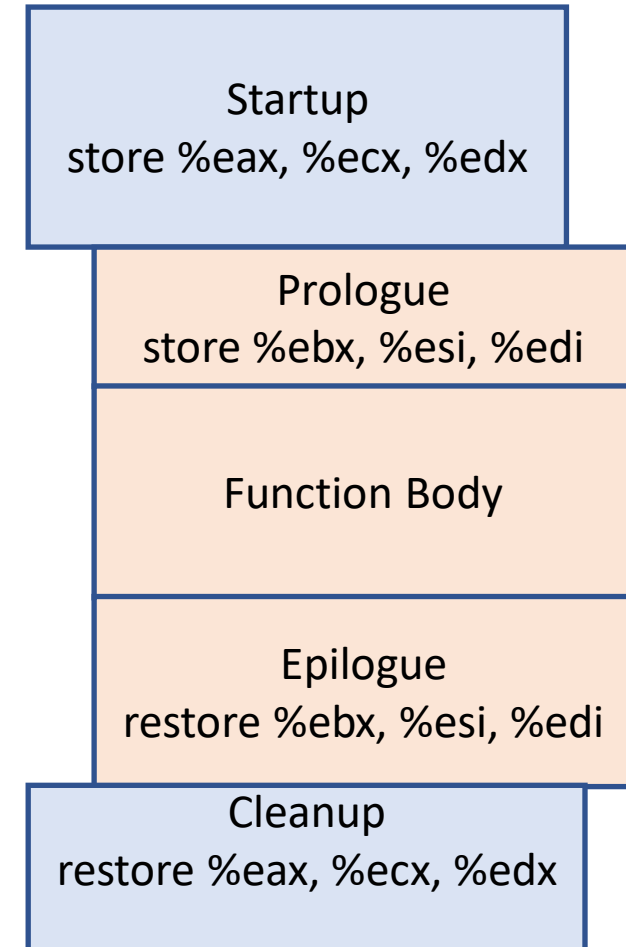 Startup
store %eax, %ecx, %edx
Prologue
store %ebx, %esi, %edi
Function Body
Epilogue
restore %ebx, %esi, %edi
Cleanup
restore %eax, %ecx, %edx